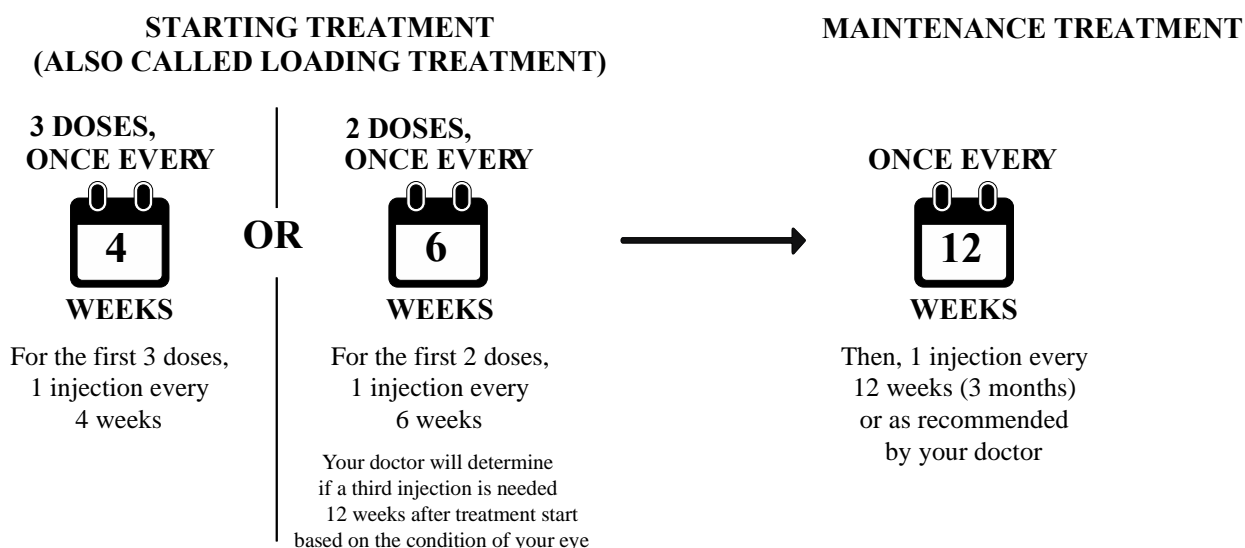 STARTING TREATMENT
(ALSO CALLED LOADING TREATMENT)
3 DOSES,
ONCE EVERY
4
WEEKS
For the first 3 doses,
1 injection every
4 weeks
OR
2 DOSES,
ONCE EVERY
6
WEEKS
For the first 2 doses,
1 injection every
6 weeks
Your doctor will determine
if a third injection is needed
12 weeks after treatment start
based on the condition of your eye
MAINTENANCE TREATMENT
ONCE EVERY
12
WEEKS
Then, 1 injection every
12 weeks (3 months)
or as recommended
by your doctor